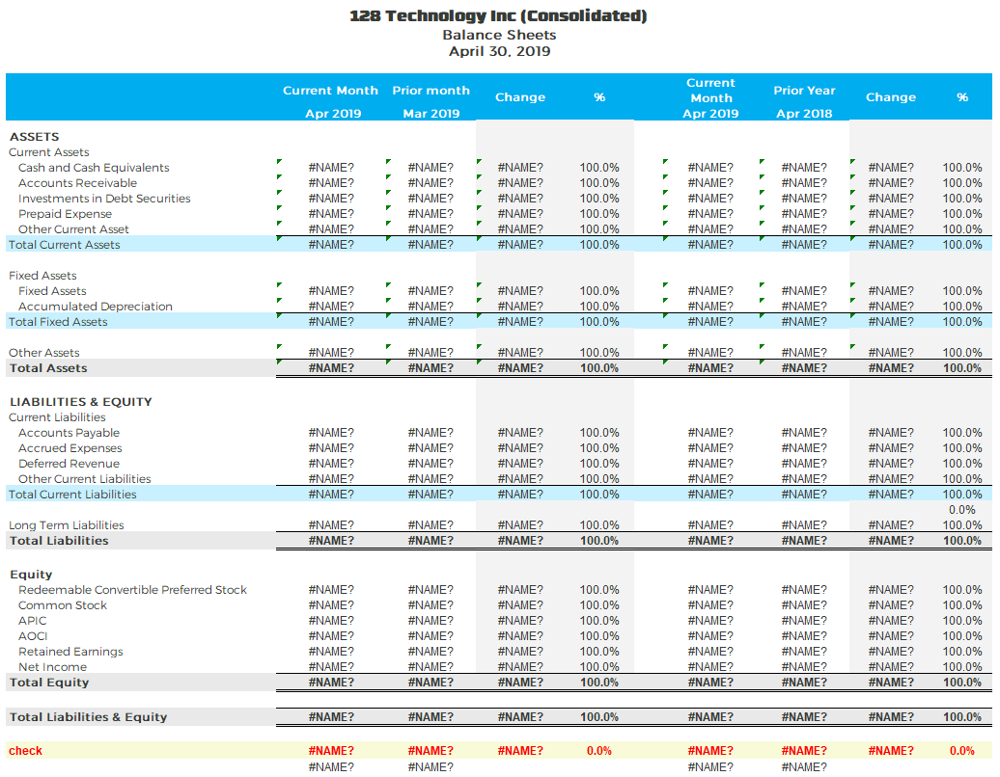 128 Technology Inc (Consolidated)
Balance Sheets
April 30, 2019
Current Month Prior month Change % Current Month Prior Year Change %
Apr 2019 Mar 2019 Apr 2019 Apr 2018
ASSETS
Current Assets
Cash and Cash Equivalents #NAME? #NAME? #NAME? 100.0% #NAME? #NAME? #NAME? 100.0%
Accounts Receivable #NAME? #NAME? #NAME? 100.0% #NAME? #NAME? #NAME? 100.0%
Investments in Debt Securities #NAME? #NAME? #NAME? 100.0% #NAME? #NAME? #NAME? 100.0%
Prepaid Expense #NAME? #NAME? #NAME? 100.0% #NAME? #NAME? #NAME? 100.0%
Other Current Asset #NAME? #NAME? #NAME? 100.0% #NAME? #NAME? #NAME? 100.0%
Total Current Assets #NAME? #NAME? #NAME? 100.0% #NAME? #NAME? #NAME? 100.0%
Fixed Assets
Fixed Assets #NAME? #NAME? #NAME? 100.0% #NAME? #NAME? #NAME? 100.0%
Accumulated Depreciation #NAME? #NAME? #NAME? 100.0% #NAME? #NAME? #NAME? 100.0%
Total Fixed Assets #NAME? #NAME? #NAME? 100.0% #NAME? #NAME? #NAME? 100.0%
Other Assets #NAME? #NAME? #NAME? 100.0% #NAME? #NAME? #NAME? 100.0%
Total Assets #NAME? #NAME? #NAME? 100.0% #NAME? #NAME? #NAME? 100.0%
LIABILITIES & EQUITY
Current Liabilities
Accounts Payable #NAME? #NAME? #NAME? 100.0% #NAME? #NAME? #NAME? 100.0%
Accrued Expenses #NAME? #NAME? #NAME? 100.0% #NAME? #NAME? #NAME? 100.0%
Deferred Revenue #NAME? #NAME? #NAME? 100.0% #NAME? #NAME? #NAME? 100.0%
Other Current Liabilities #NAME? #NAME? #NAME? 100.0% #NAME? #NAME? #NAME? 100.0%
Total Current Liabilities #NAME? #NAME? #NAME? 100.0% #NAME? #NAME? #NAME? 100.0%
0.0%
Long Term Liabilities #NAME? #NAME? #NAME? 100.0% #NAME? #NAME? #NAME? 100.0%
Total Liabilities #NAME? #NAME? #NAME? 100.0% #NAME? #NAME? #NAME? 100.0%
Equity
Redeemable Convertible Preferred Stock #NAME? #NAME? #NAME? 100.0% #NAME? #NAME? #NAME? 100.0%
Common Stock #NAME? #NAME? #NAME? 100.0% #NAME? #NAME? #NAME? 100.0%
APIC #NAME? #NAME? #NAME? 100.0% #NAME? #NAME? #NAME? 100.0%
AOCI #NAME? #NAME? #NAME? 100.0% #NAME? #NAME? #NAME? 100.0%
Retained Earnings #NAME? #NAME? #NAME? 100.0% #NAME? #NAME? #NAME? 100.0%
Net Income #NAME? #NAME? #NAME? 100.0% #NAME? #NAME? #NAME? 100.0%
Total Equity #NAME? #NAME? #NAME? 100.0% #NAME? #NAME? #NAME? 100.0%
Total Liabilities & Equity #NAME? #NAME? #NAME? 100.0% #NAME? #NAME? #NAME? 100.0%
check #NAME? #NAME? #NAME? 0.0% #NAME? #NAME? #NAME? 0.0%
#NAME? #NAME? #NAME? #NAME?